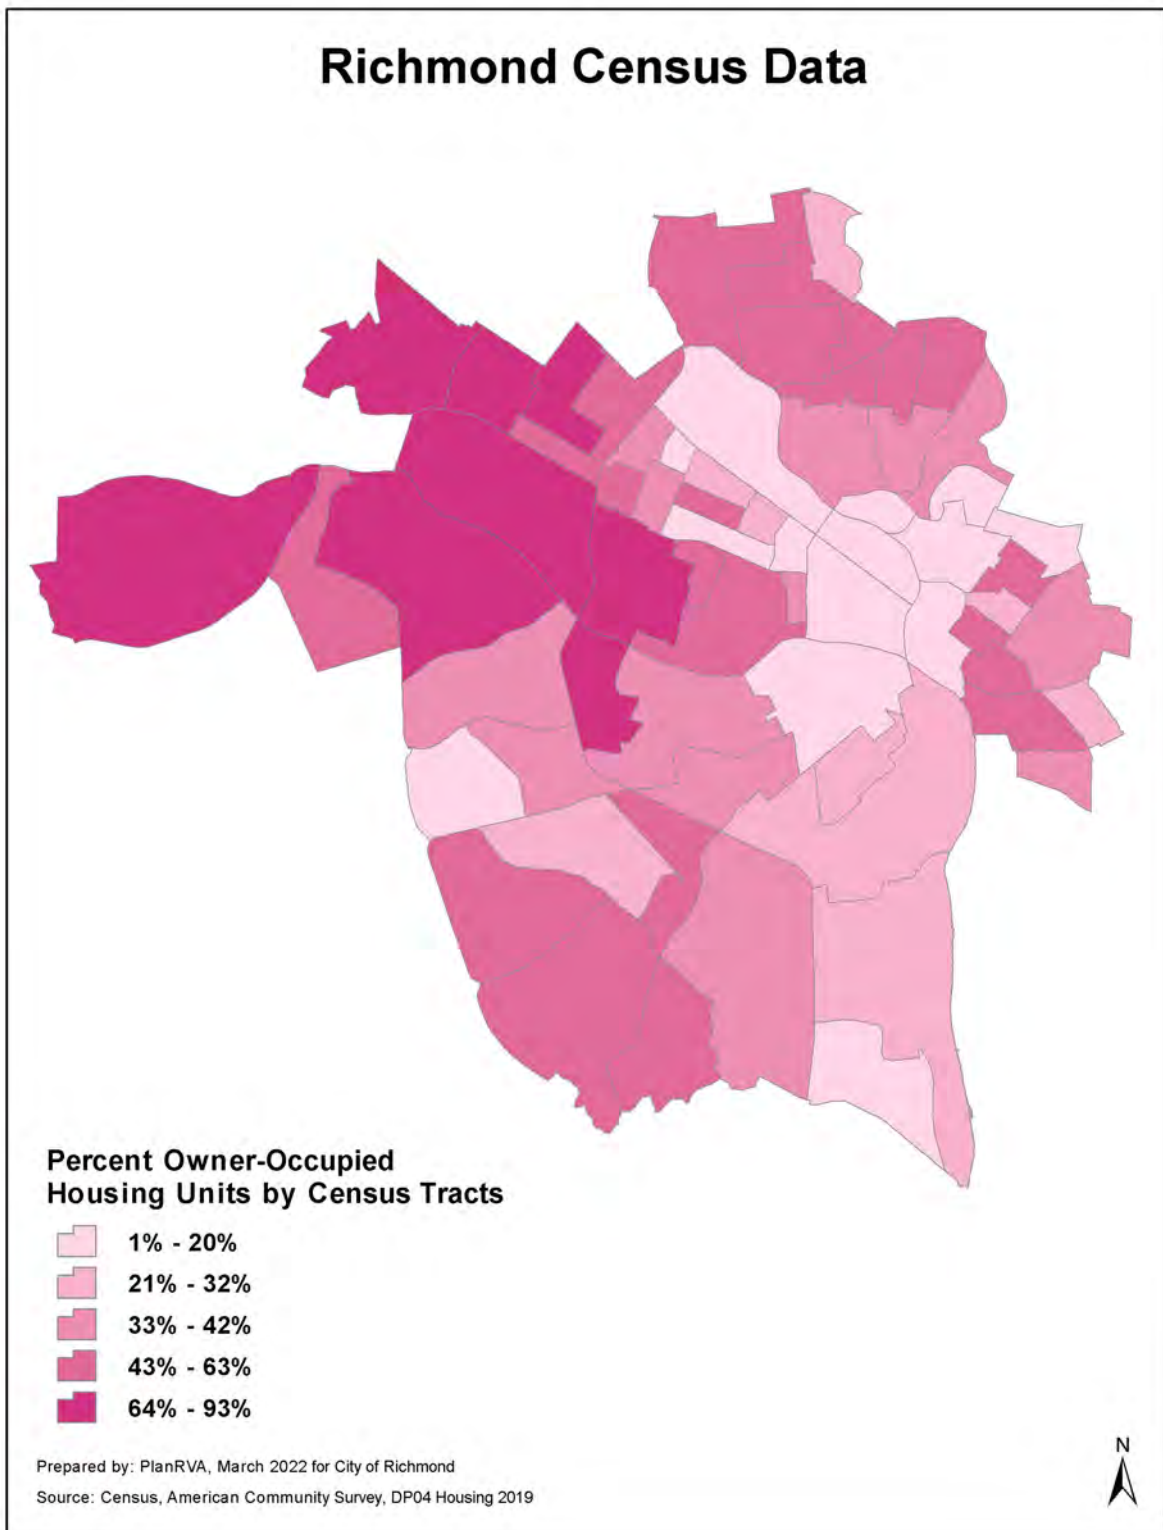 Richmond Census Data
Percent Owner-Occupied
Housing Units by Census Tracts
1% - 20%
21% - 32%
33% - 42%
43% - 63%
64% - 93%
Prepared by: PlanRVA, March 2022 for City of Richmond
Source: Census, American Community Survey, DP04 Housing 2019
N